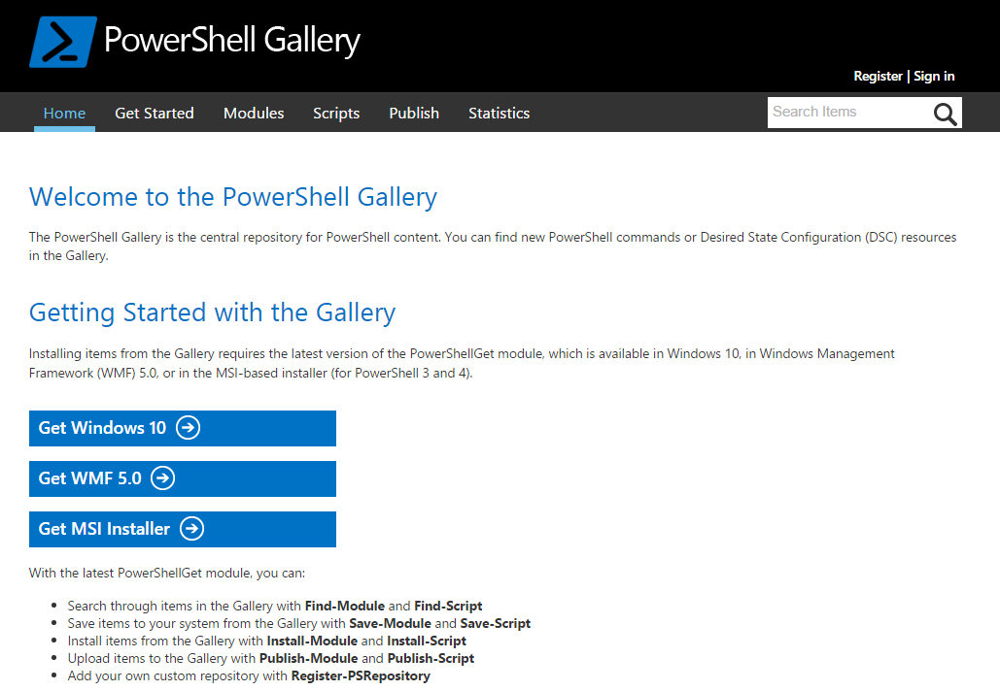 PowerShell Gallery
Register | Sign in
Home Get Started Modules Scripts Publish Statistics Search Items
Welcome to the PowerShell Gallery
The PowerShell Gallery is the central repository for PowerShell content. You can find new PowerShell commands or Desired State Configuration (DSC) resources
in the Gallery.
Getting Started with the Gallery
Installing items from the Gallery requires the latest version of the PowerShellGet module, which is available in Windows 10, in Windows Management
Framework (WMF) 5.0, or in the MSI-based installer (for PowerShell 3 and 4).
Get Windows 10
Get WMF 5.0
Get MSI Installer
With the latest PowerShellGet module, you can:
• Search through items in the Gallery with Find-Module and Find-Script
• Save items to your system from the Gallery with Save-Module and Save-Script
• Install items from the Gallery with Install-Module and Install-Script
• Upload items to the Gallery with Publish-Module and Publish-Script
• Add your own custom repository with Register-PSRepository